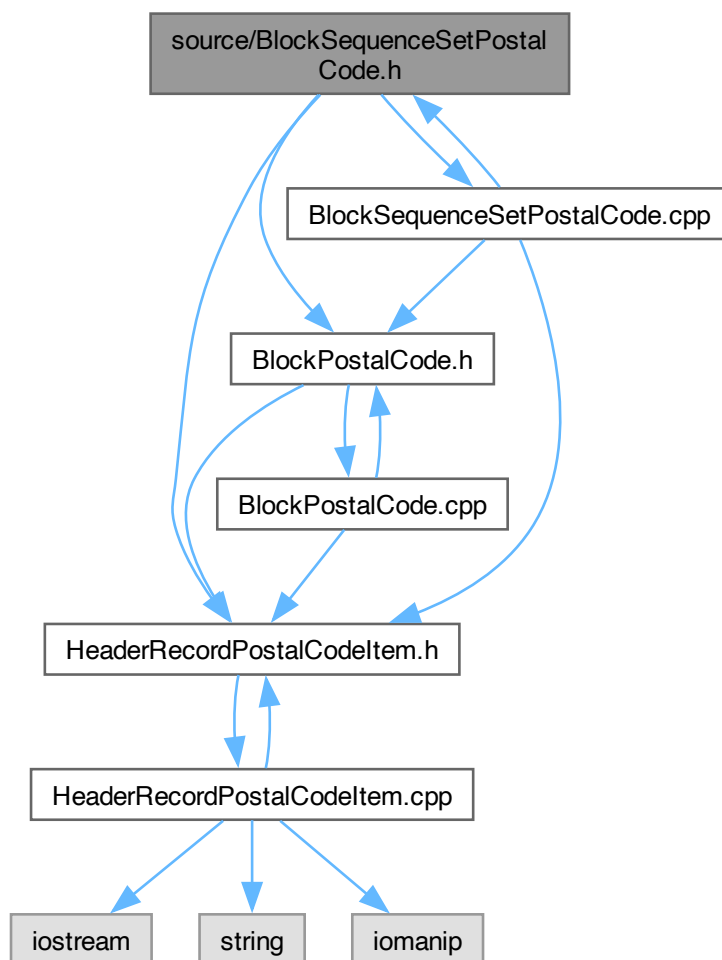 source/BlockSequenceSetPostal
Code.h
BlockSequenceSetPostalCode.cpp
BlockPostalCode.h
BlockPostalCode.cpp
HeaderRecordPostalCodeItem.h
HeaderRecordPostalCodeItem.cpp
iostream
string
iomanip